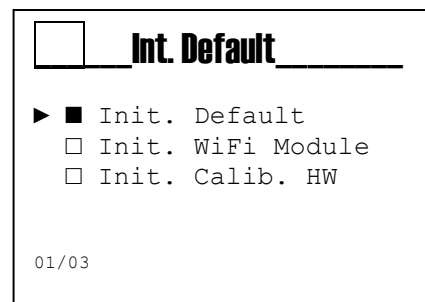 Int. Default
► ■ Init. Default
□ Init. WiFi Module
□ Init. Calib. HW
01/03